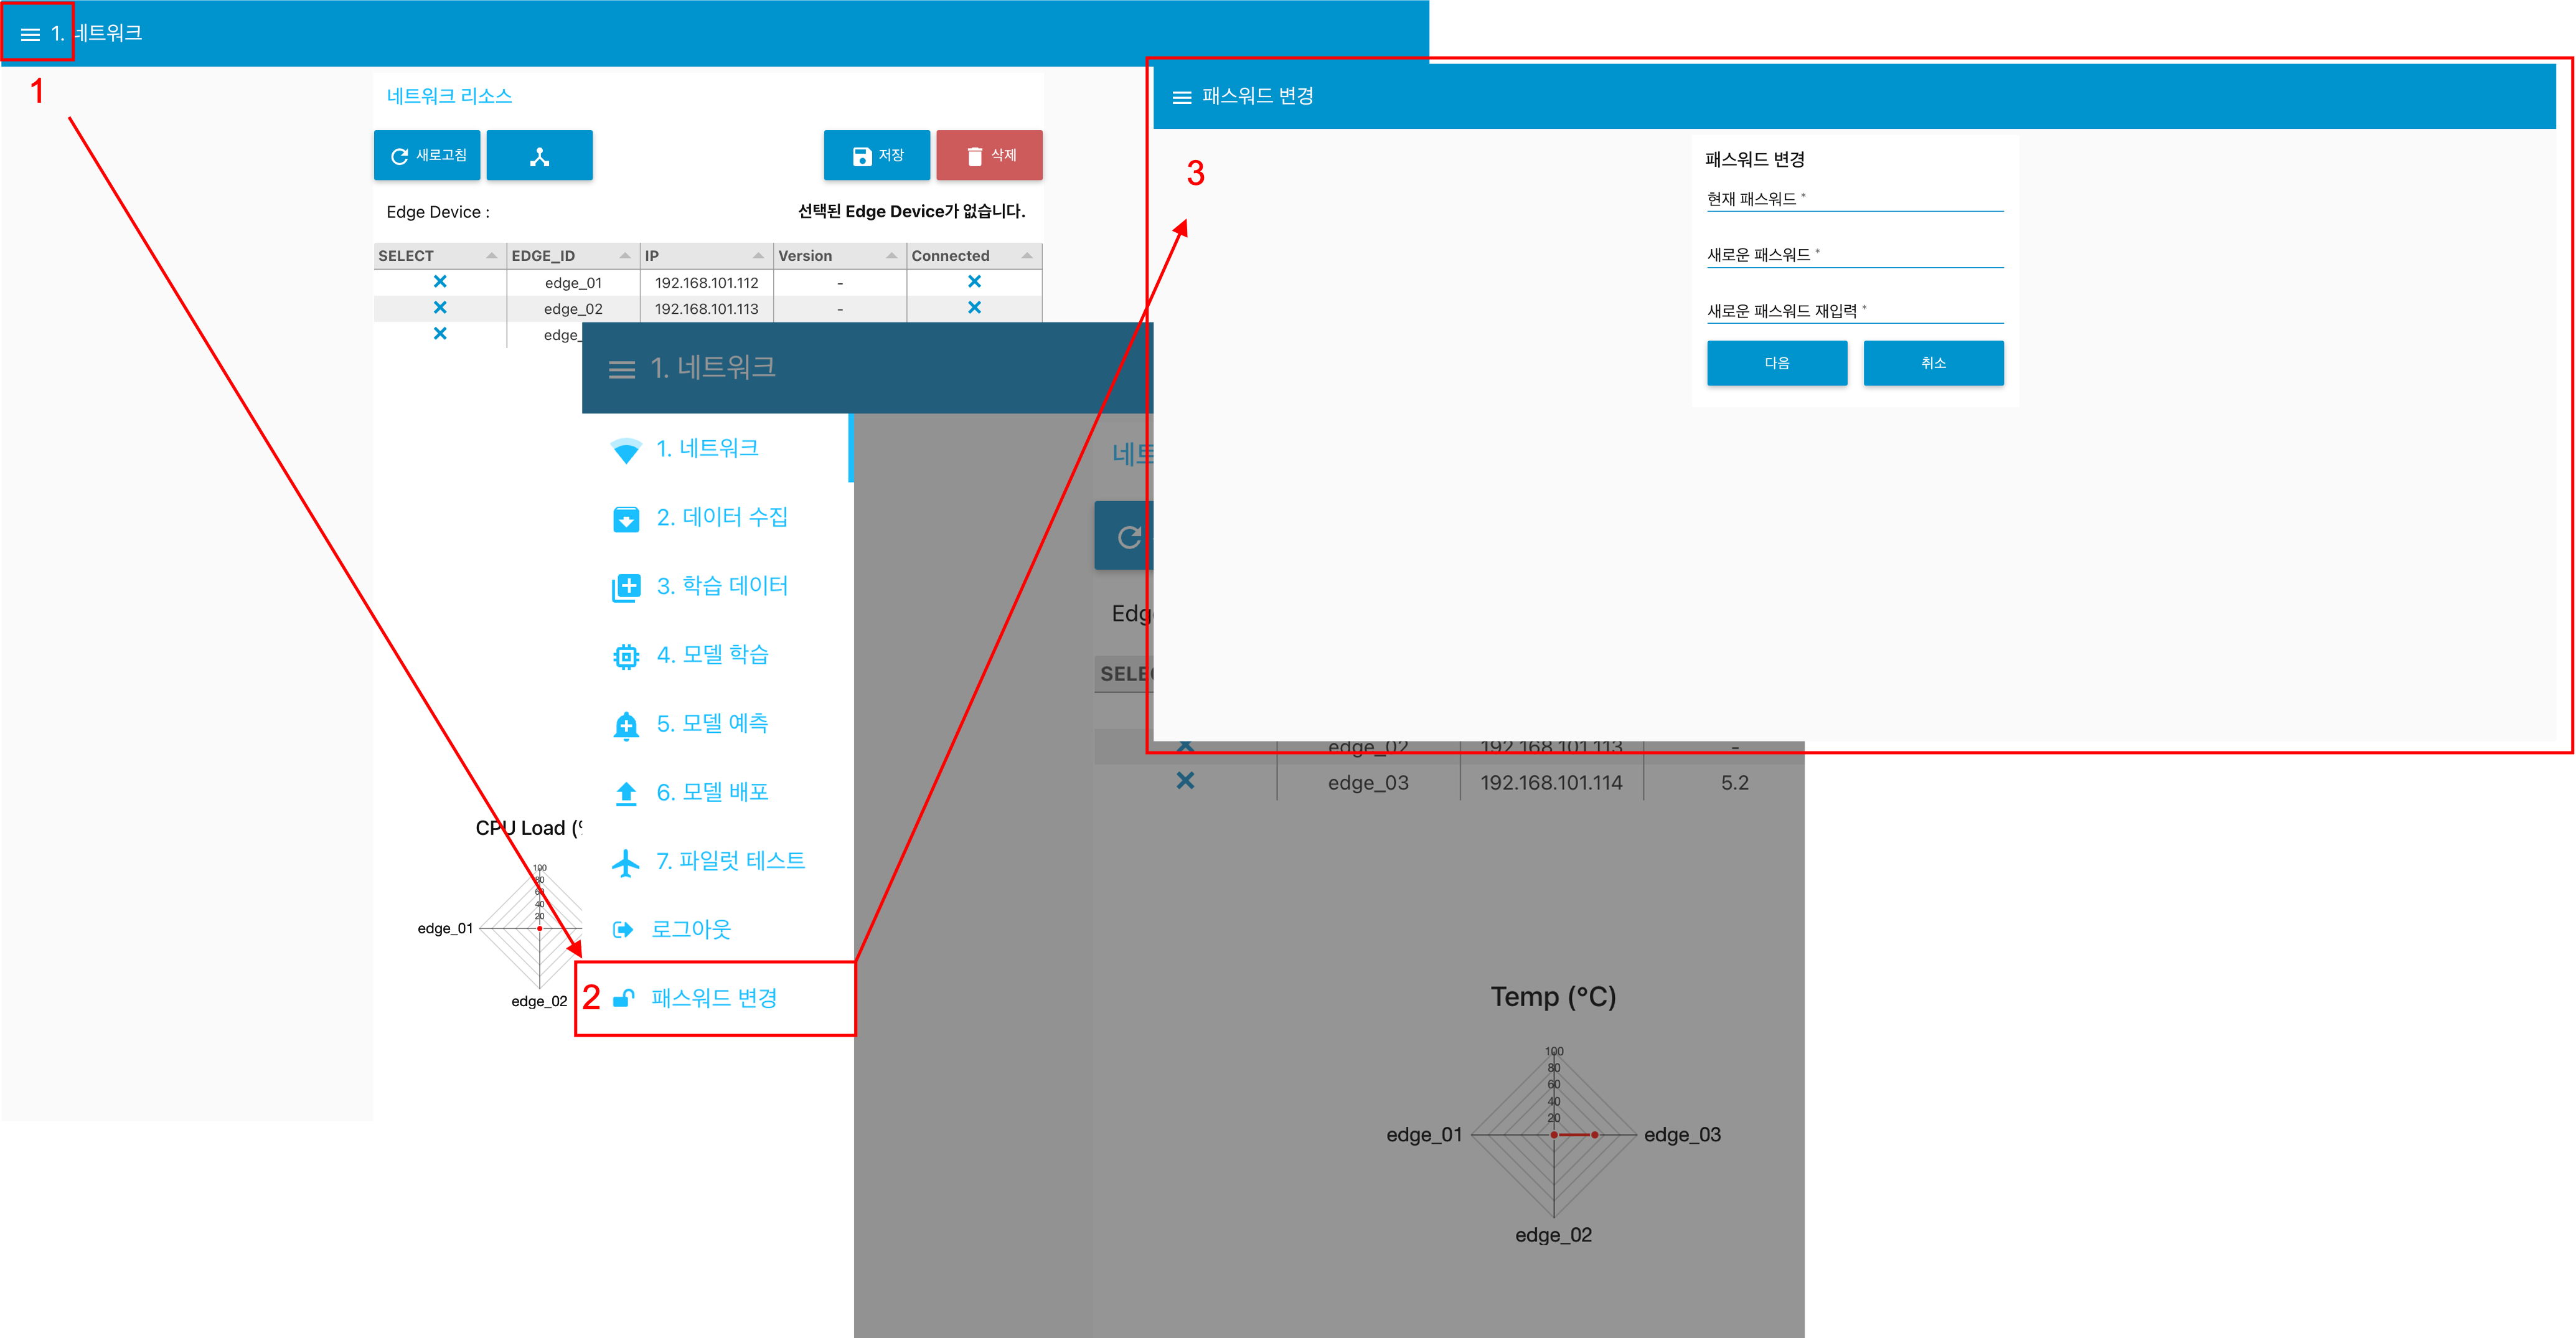 1. 네트워크
1
네트워크 리소스
새로고침
저장
삭제
Edge Device :
선택된 Edge Device가 없습니다.
SELECT EDGE_ID IP Version Connected
edge_01 192.168.101.112 -
edge_02 192.168.101.113 -
edge_
CPU Load (
100
80
60
40
20
edge_01
edge_02
1. 네트워크
1. 네트워크
2. 데이터 수집
3. 학습 데이터
4. 모델 학습
5. 모델 예측
6. 모델 배포
7. 파일럿 테스트
로그아웃
2
패스워드 변경
네트
Edg
SELE
edge_02 192.168.101.113 -
edge_03 192.168.101.114 5.2
Temp (°C)
100
80
60
40
20
edge_01
edge_03
edge_02
패스워드 변경
3
패스워드 변경
현재 패스워드 *
새로운 패스워드 *
새로운 패스워드 재입력 *
다음
취소